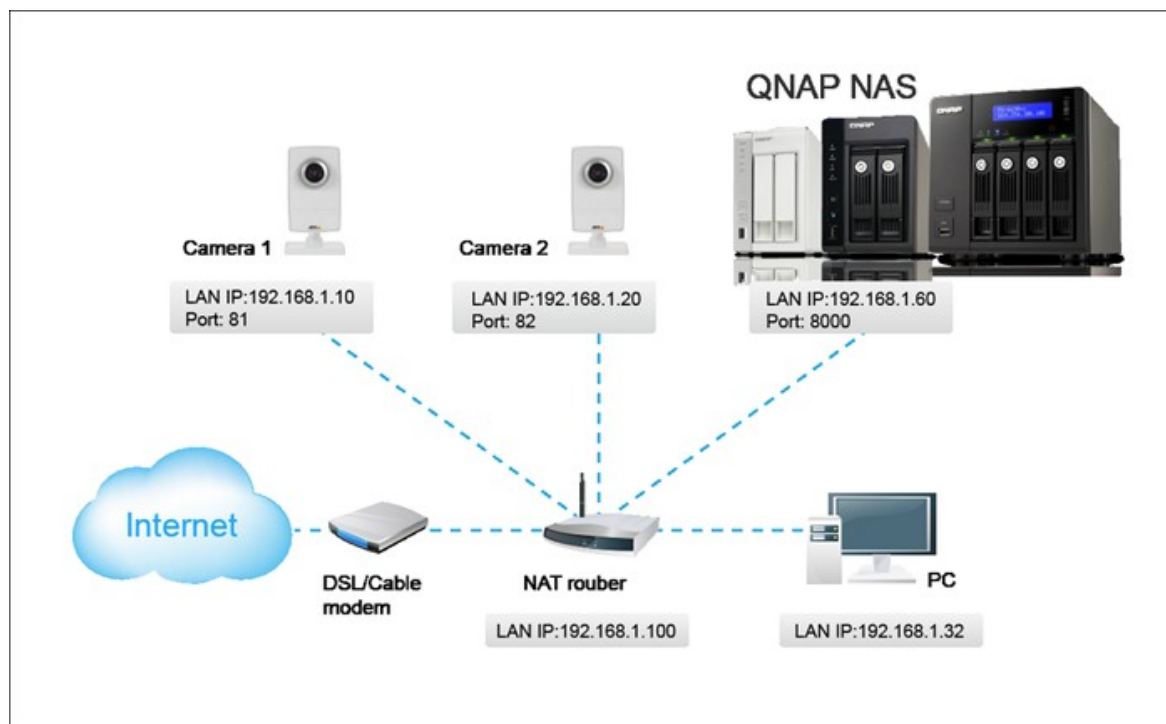 QNAP NAS
Camera 1
LAN IP:192.168.1.10
Port: 81
Camera 2
LAN IP:192.168.1.20
Port: 82
LAN IP:192.168.1.60
Port: 8000
Internet
DSL/Cable
modem
NAT rouber
LAN IP:192.168.1.100
PC
LAN IP:192.168.1.32